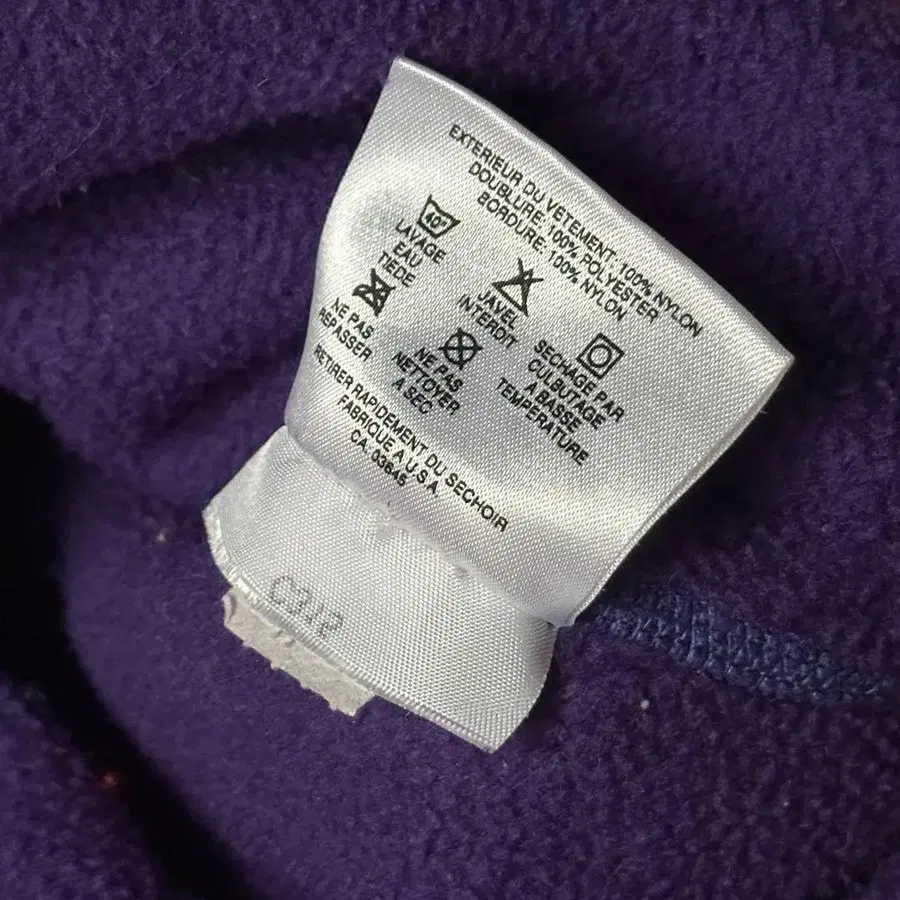 EXTERIEUR DU VETEMENT: 100% NYLON
DOUBLURE: 100% POLYESTER
BORDURE: 100% NYLON
40°
LAVAGE
EAU
TIEDE
JAVEL
INTERDIT
SECHAGE PAR
CULBUTAGE
A BASSE
TEMPERATURE
NE PAS
REPASSER
NE PAS
NETTOYER
A SEC
RETIRER RAPIDEMENT DU SECHOIR
FABRIQUE A U.S.A.
CA. 03645